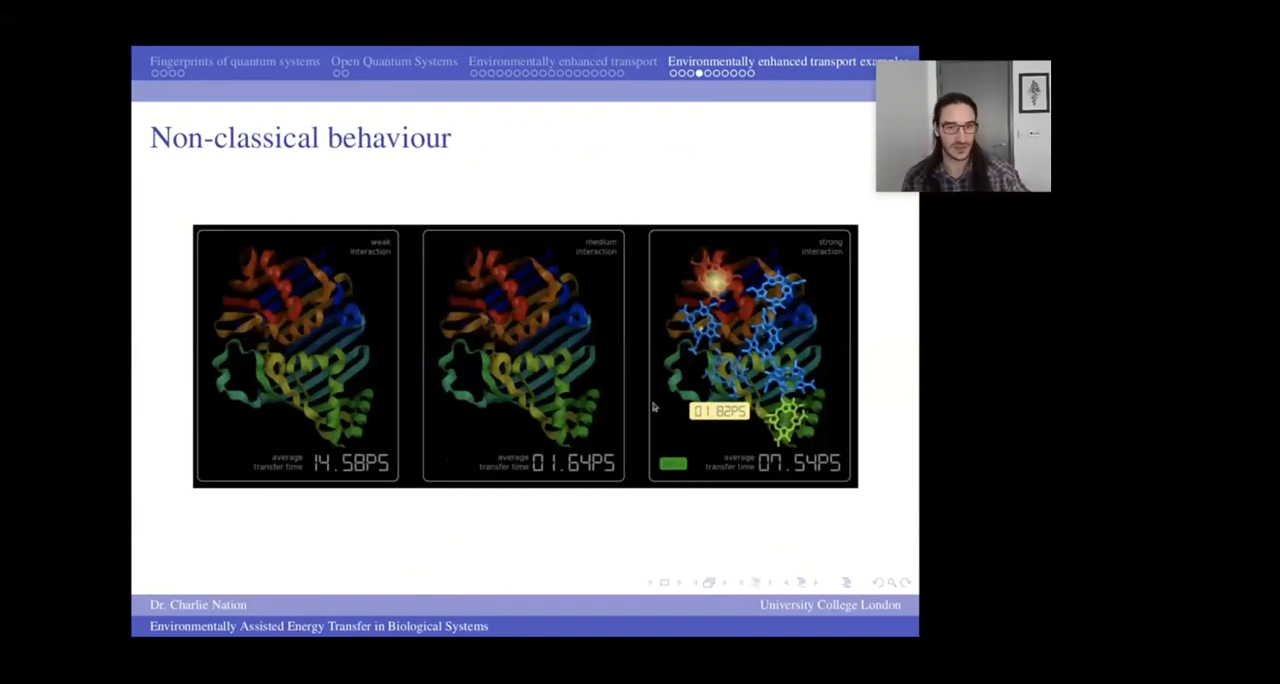 Fingerprints of quantum systems Open Quantum Systems Environmentally enhanced transport Environmentally enhanced transport examples
Non-classical behaviour
weak
interaction
medium
interaction
strong
interaction
01.82PS
average
transfer time 14.58PS
average
transfer time 01.64PS
average
transfer time 07.54PS
Dr. Charlie Nation University College London
Environmentally Assisted Energy Transfer in Biological Systems